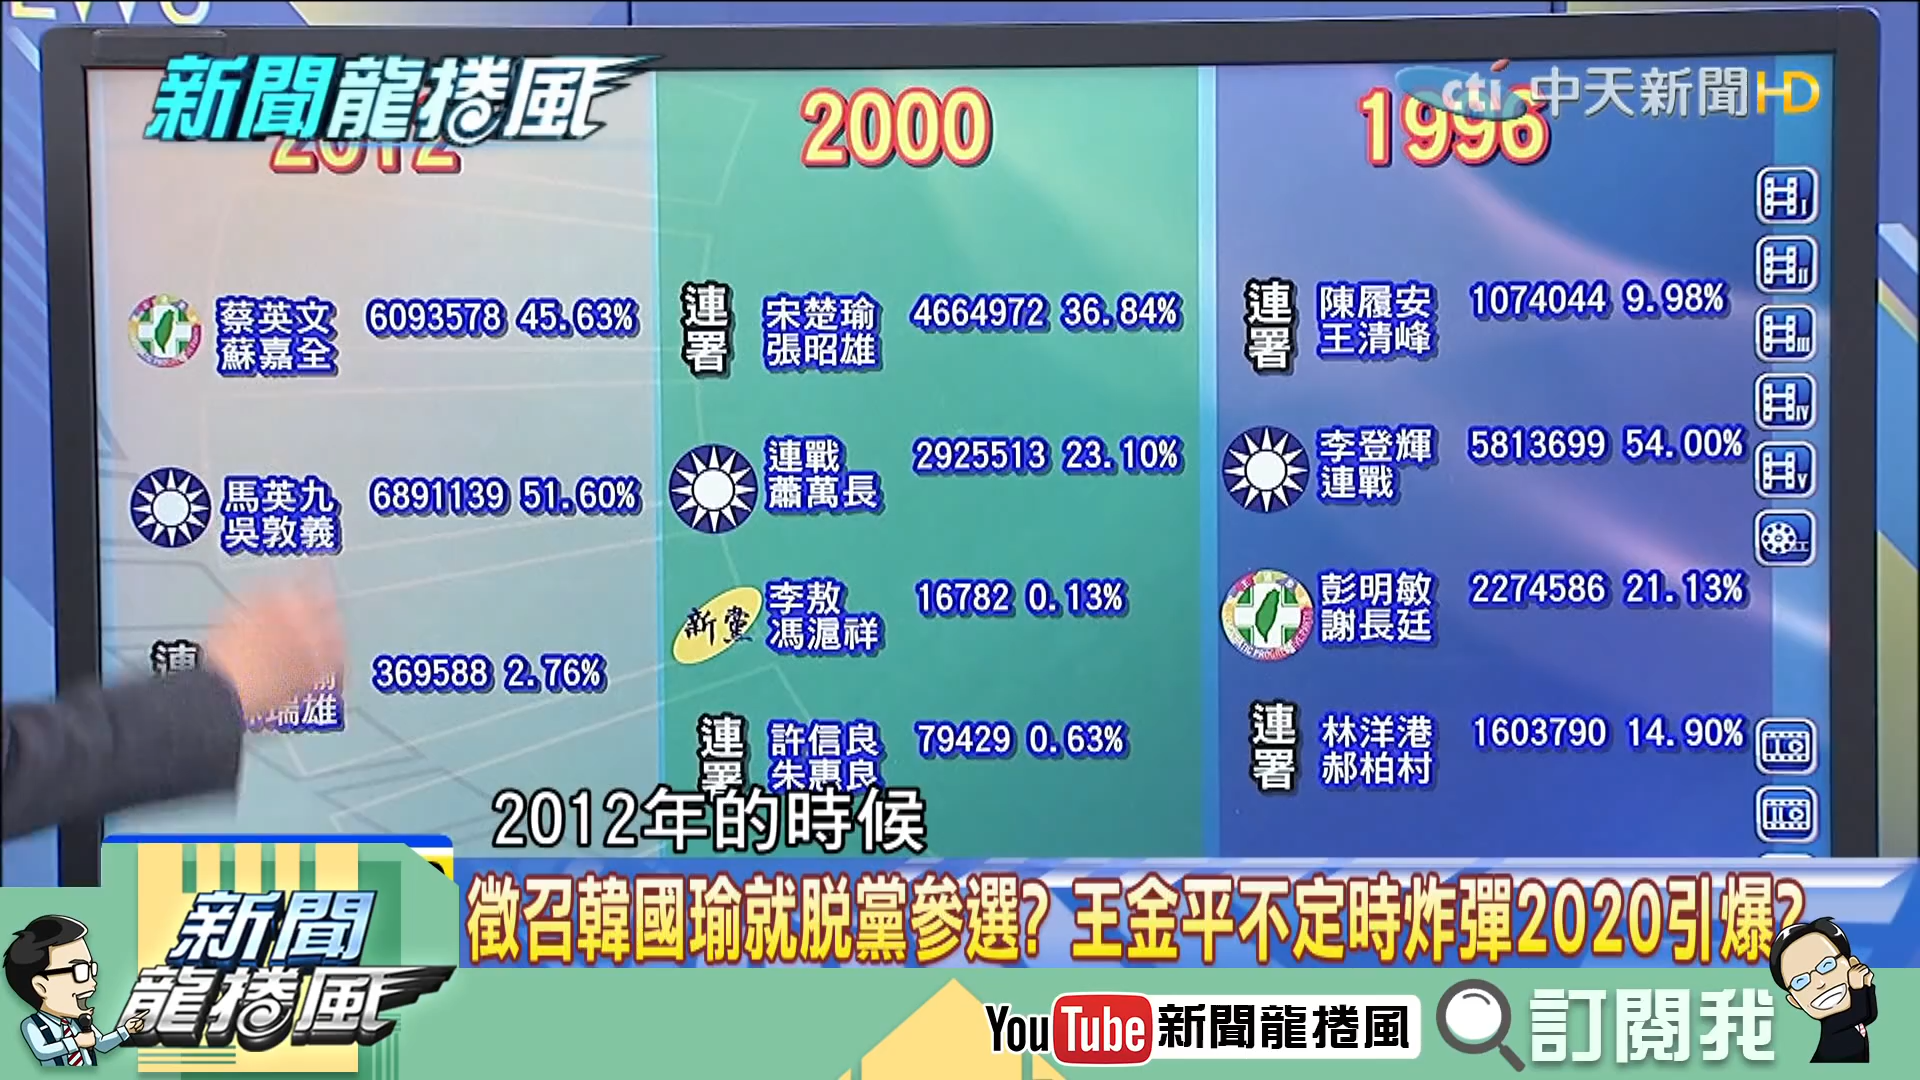 新聞龍捲風
cti 中天新聞HD
2012
2000
1996
蔡英文 6093578 45.63%
蘇嘉全
馬英九 6891139 51.60%
吳敦義
連
369588 2.76%
瑞雄
連署
宋楚瑜 4664972 36.84%
張昭雄
連戰 2925513 23.10%
蕭萬長
新黨
李敖 16782 0.13%
馮滬祥
連署
許信良 79429 0.63%
朱惠良
連署
陳履安 1074044 9.98%
王清峰
李登輝 5813699 54.00%
連戰
彭明敏 2274586 21.13%
謝長廷
連署
林洋港 1603790 14.90%
郝柏村
I
II
III
IV
V
2012年的時候
徵召韓國瑜就脫黨參選? 王金平不定時炸彈2020引爆?
新聞
龍捲風
YouTube 新聞龍捲風
訂閱我